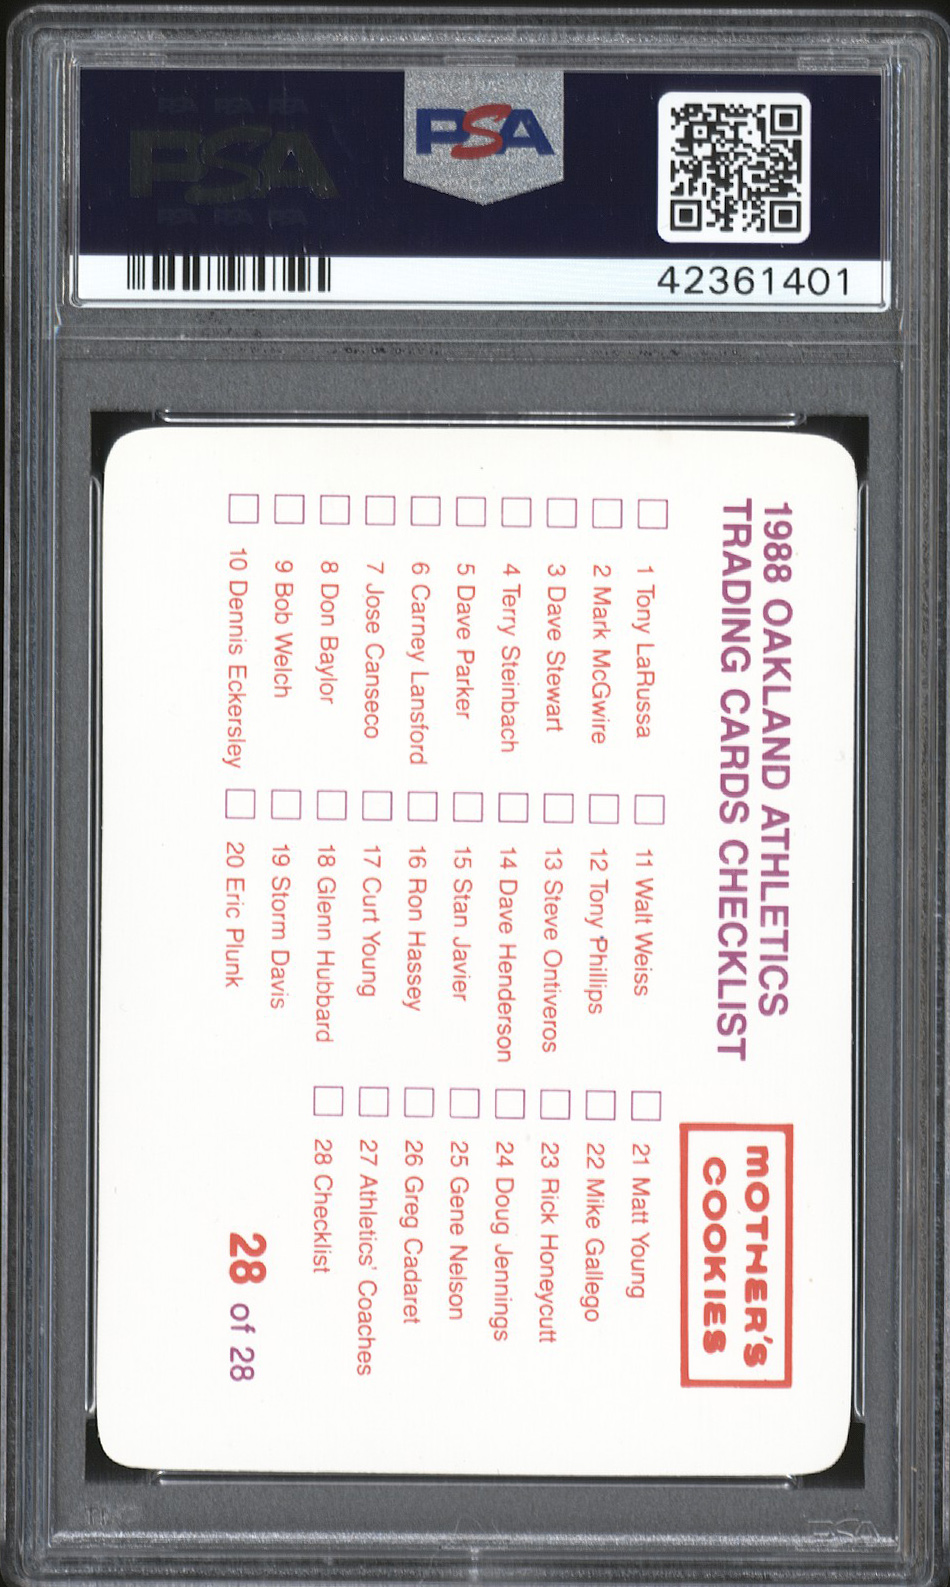 PSA
42361401
1988 OAKLAND ATHLETICS
TRADING CARDS CHECKLIST
MOTHER'S
COOKIES
1 Tony LaRussa
2 Mark McGwire
3 Dave Stewart
4 Terry Steinbach
5 Dave Parker
6 Carney Lansford
7 Jose Canseco
8 Don Baylor
9 Bob Welch
10 Dennis Eckersley
11 Walt Weiss
12 Tony Phillips
13 Steve Ontiveros
14 Dave Henderson
15 Stan Javier
16 Ron Hassey
17 Curt Young
18 Glenn Hubbard
19 Storm Davis
20 Eric Plunk
21 Matt Young
22 Mike Gallego
23 Rick Honeycutt
24 Doug Jennings
25 Gene Nelson
26 Greg Cadaret
27 Athletics' Coaches
28 Checklist
28 of 28
PSA